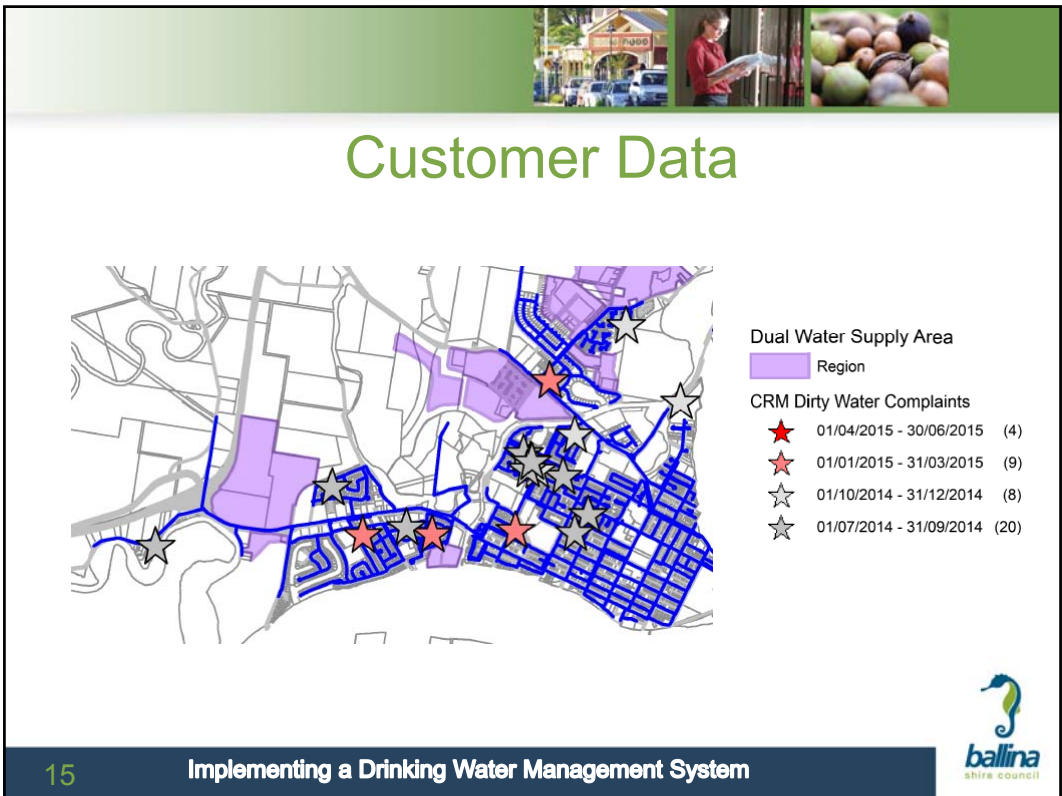 Customer Data
Dual Water Supply Area
Region
CRM Dirty Water Complaints
01/04/2015 - 30/06/2015 (4)
01/01/2015 - 31/03/2015 (9)
01/10/2014 - 31/12/2014 (8)
01/07/2014 - 31/09/2014 (20)
15
Implementing a Drinking Water Management System
ballina
shire council